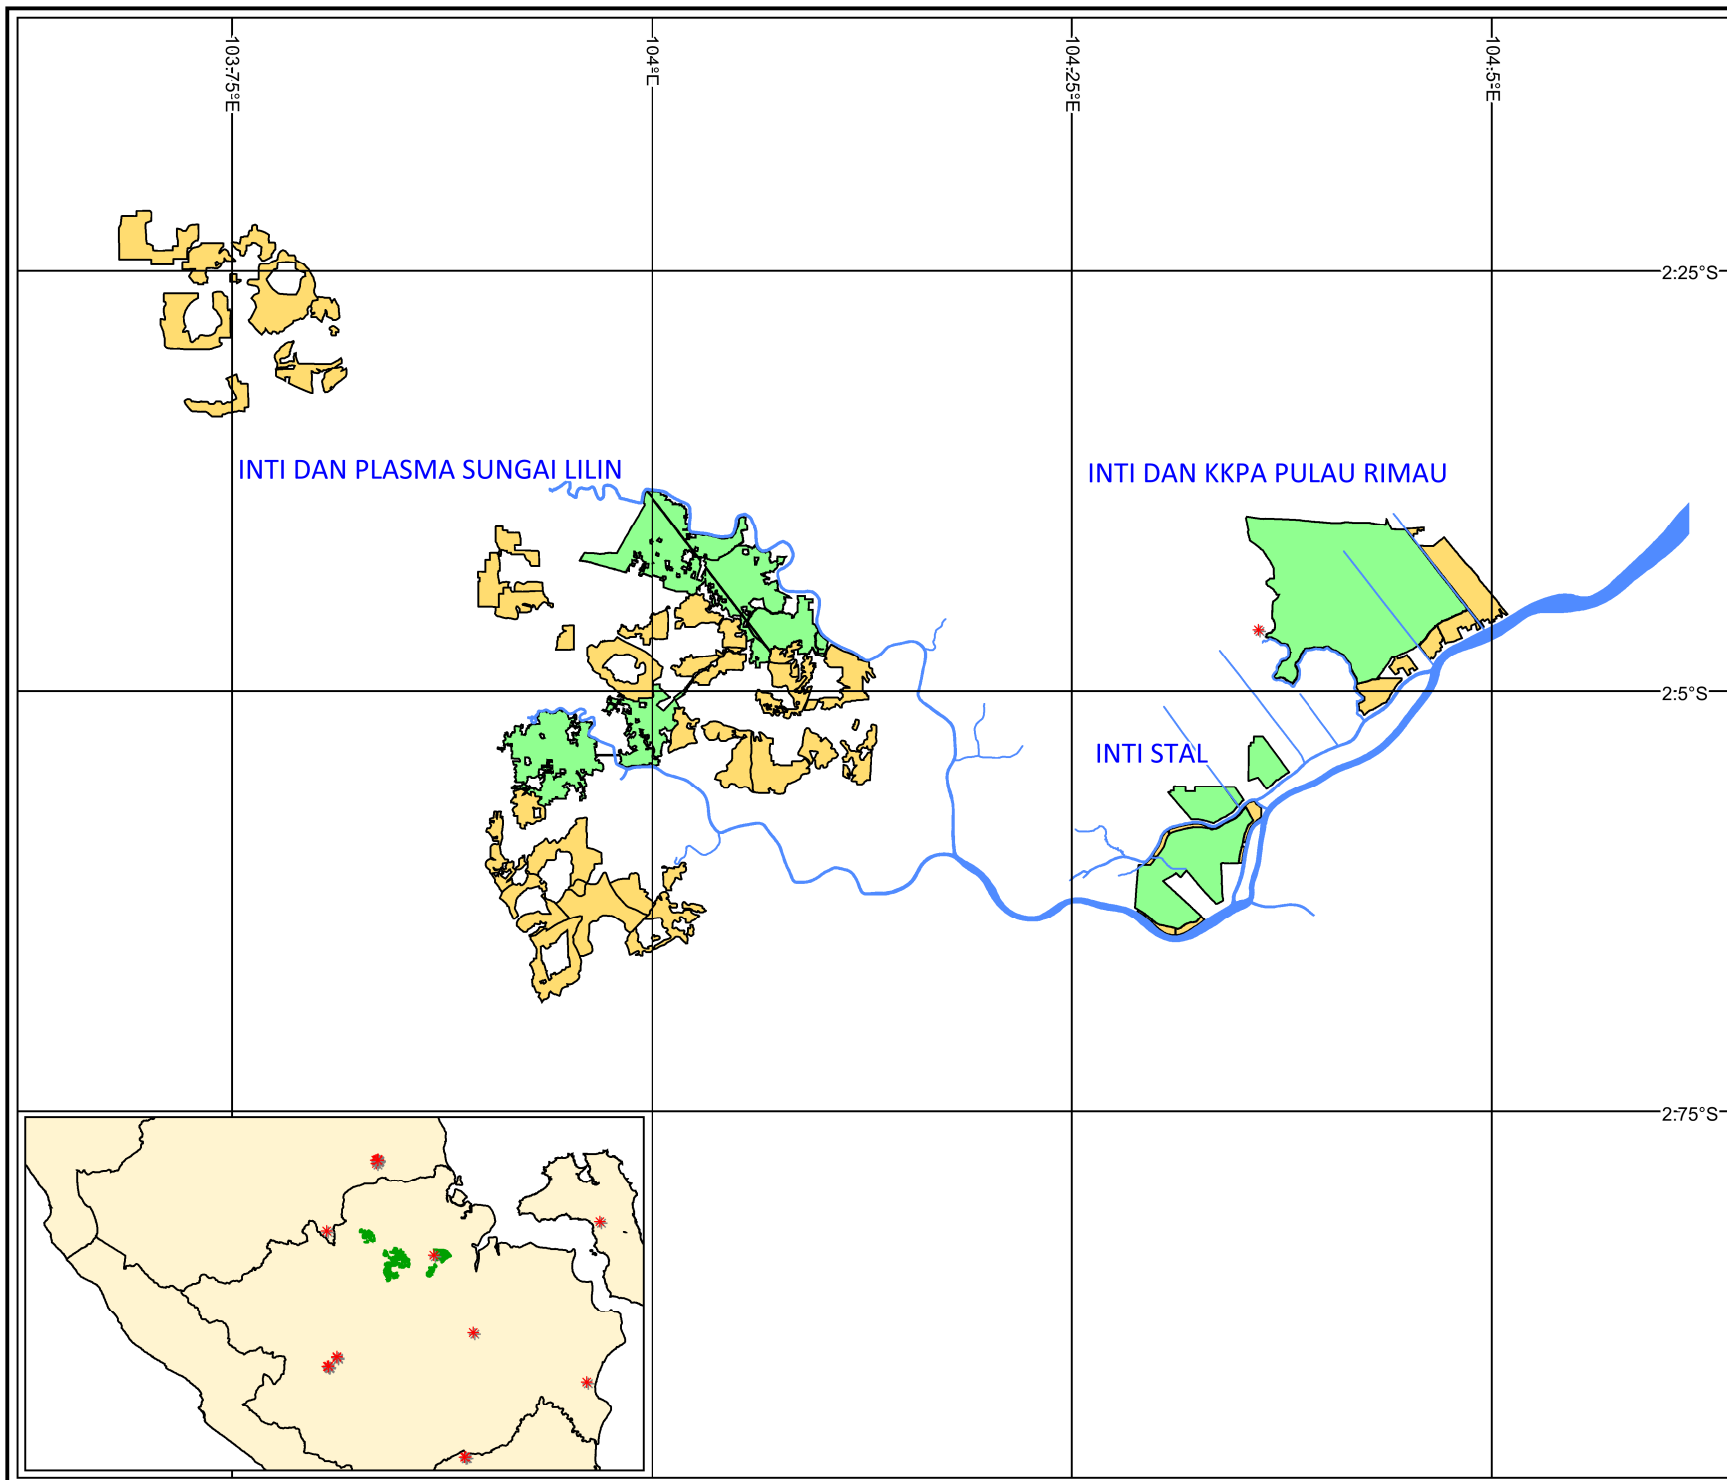 103.75°E
104°E
104.25°E
104.5°E
2.25°S
INTI DAN PLASMA SUNGAI LILIN
INTI DAN KKPA PULAU RIMAU
2.5°S
INTI STAL
2.75°S